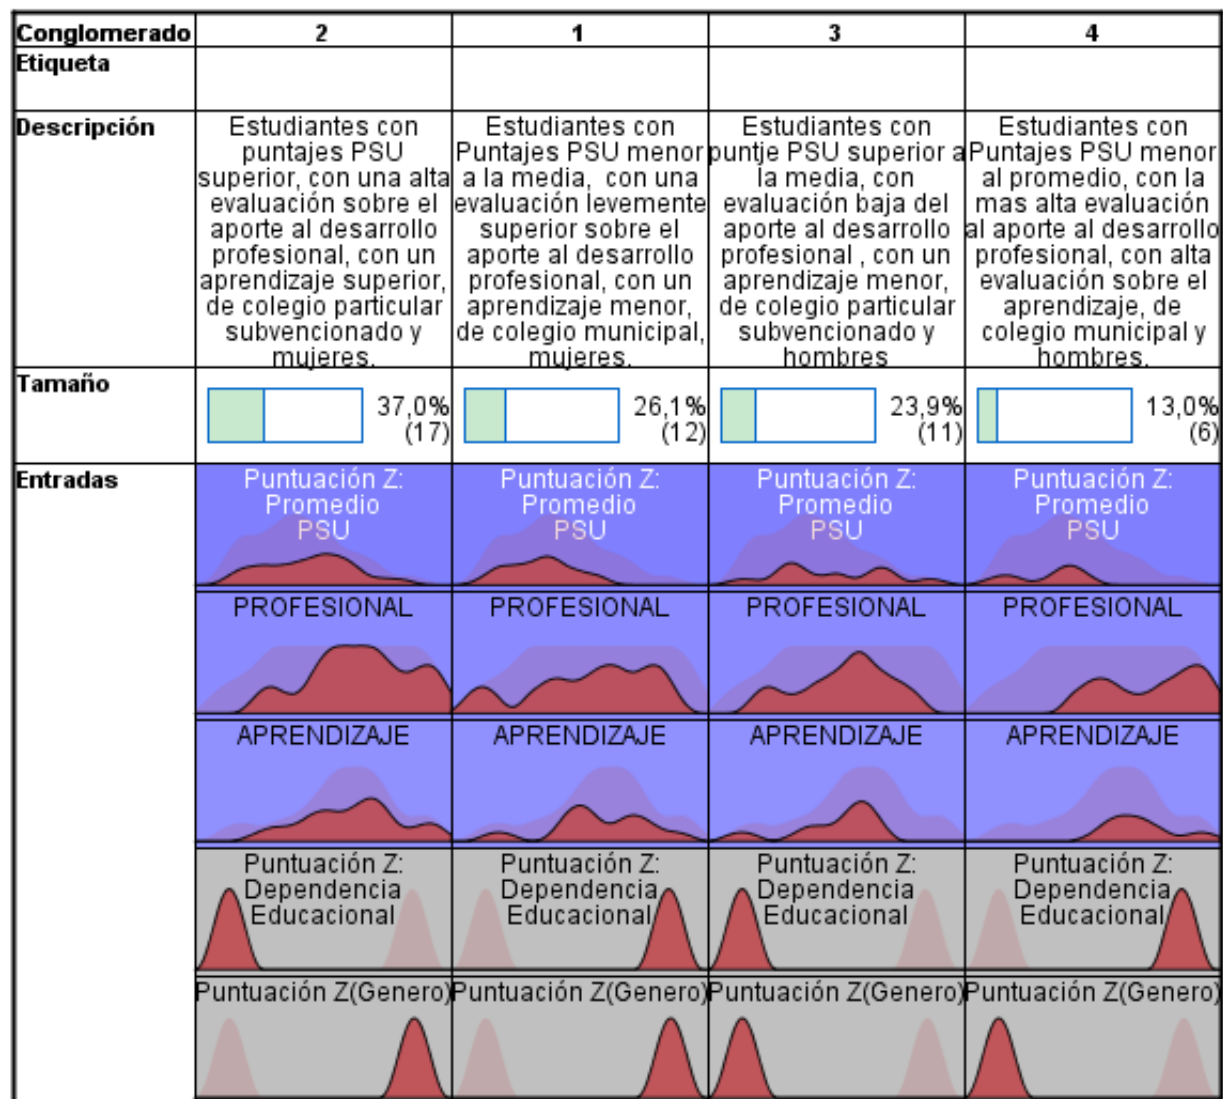 Conglomerado 2 1 3 4
Etiqueta
Descripción
Estudiantes con
puntajes PSU
superior, con una alta
evaluación sobre el
aporte al desarrollo
profesional, con un
aprendizaje superior,
de colegio particular
subvencionado y
mujeres.
Estudiantes con
Puntajes PSU menor
a la media, con una
evaluación levemente
superior sobre el
aporte al desarrollo
profesional, con un
aprendizaje menor,
de colegio municipal,
mujeres.
Estudiantes con
puntje PSU superior a
la media, con
evaluación baja del
aporte al desarrollo
profesional , con un
aprendizaje menor,
de colegio particular
subvencionado y
hombres
Estudiantes con
Puntajes PSU menor
al promedio, con la
mas alta evaluación
al aporte al desarrollo
profesional, con alta
evaluación sobre el
aprendizaje, de
colegio municipal y
hombres.
Tamaño
37,0%
(17)
26,1%
(12)
23,9%
(11)
13,0%
(6)
Entradas
Puntuación Z:
Promedio
PSU
Puntuación Z:
Promedio
PSU
Puntuación Z:
Promedio
PSU
Puntuación Z:
Promedio
PSU
PROFESIONAL PROFESIONAL PROFESIONAL PROFESIONAL
APRENDIZAJE APRENDIZAJE APRENDIZAJE APRENDIZAJE
Puntuación Z:
Dependencia
Educacional
Puntuación Z:
Dependencia
Educacional
Puntuación Z:
Dependencia
Educacional
Puntuación Z:
Dependencia
Educacional
Puntuación Z(Genero) Puntuación Z(Genero) Puntuación Z(Genero) Puntuación Z(Genero)